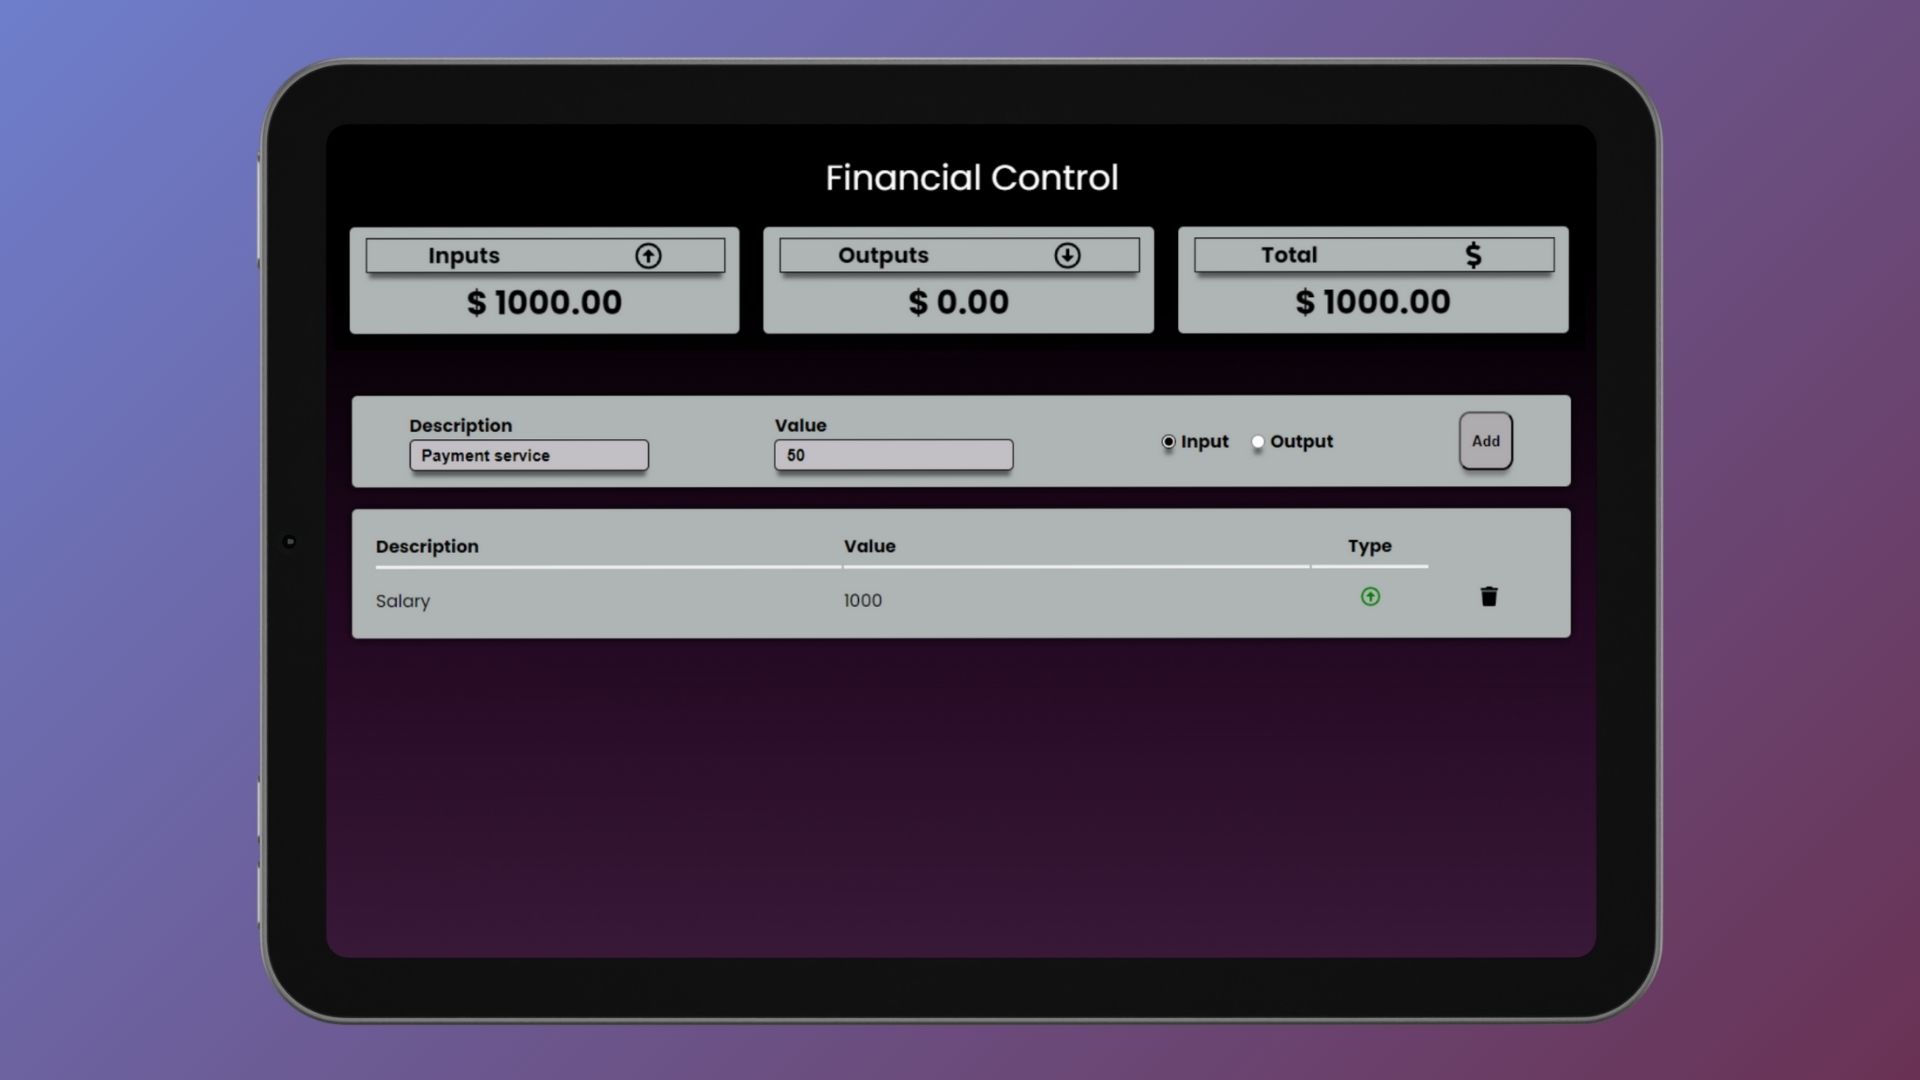 Financial Control
Inputs Outputs Total $
$ 1000.00 $ 0.00 $ 1000.00
Description Value
Payment service 50 Input Output Add
Description Value Type
Salary 1000